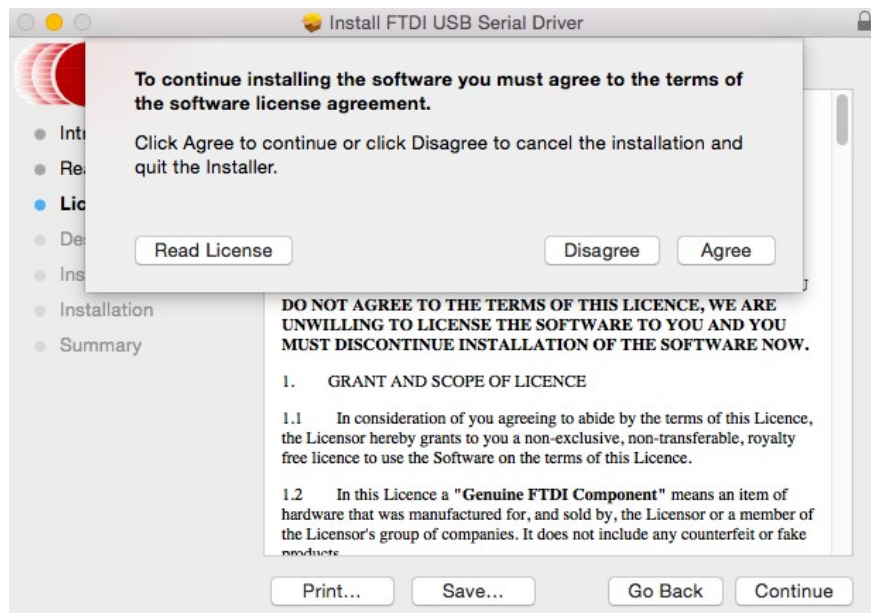 Install FTDI USB Serial Driver
To continue installing the software you must agree to the terms of
the software license agreement.
Click Agree to continue or click Disagree to cancel the installation and
quit the Installer.
Read License
Disagree
Agree
Lic
Installation
Summary
DO NOT AGREE TO THE TERMS OF THIS LICENCE, WE ARE
UNWILLING TO LICENSE THE SOFTWARE TO YOU AND YOU
MUST DISCONTINUE INSTALLATION OF THE SOFTWARE NOW.
1. GRANT AND SCOPE OF LICENCE
1.1 In consideration of you agreeing to abide by the terms of this Licence,
the Licensor hereby grants to you a non-exclusive, non-transferable, royalty
free licence to use the Software on the terms of this Licence.
1.2 In this Licence a "Genuine FTDI Component" means an item of
hardware that was manufactured for, and sold by, the Licensor or a member of
the Licensor's group of companies. It does not include any counterfeit or fake
products
Print...
Save...
Go Back
Continue